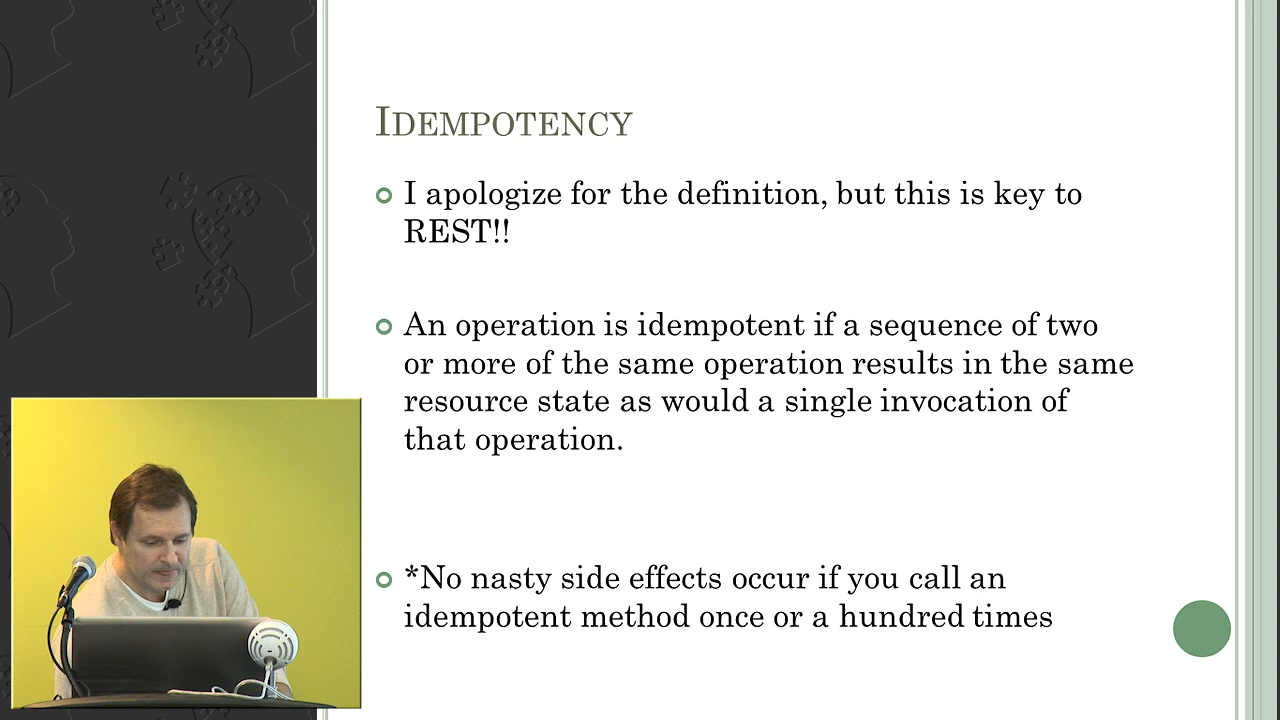 IDEMPOTENCY
I apologize for the definition, but this is key to
REST!!
An operation is idempotent if a sequence of two
or more of the same operation results in the same
resource state as would a single invocation of
that operation.
*No nasty side effects occur if you call an
idempotent method once or a hundred times